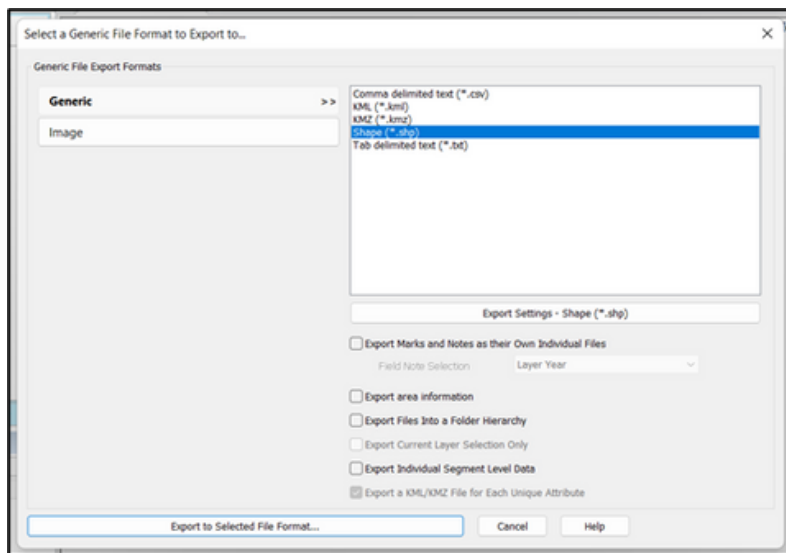 Select a Generic File Format to Export to...
Generic File Export Formats
Generic >>
Image
Comma delimited text (*.csv)
KML (*.kml)
KMZ (*.kmz)
Shape (*.shp)
Tab delimited text (*.txt)
Export Settings - Shape (*.shp)
Export Marks and Notes as their Own Individual Files
Field Note Selection Layer Year
Export area information
Export Files Into a Folder Hierarchy
Export Current Layer Selection Only
Export Individual Segment Level Data
Export a KML/KMZ File for Each Unique Attribute
Export to Selected File Format... Cancel Help